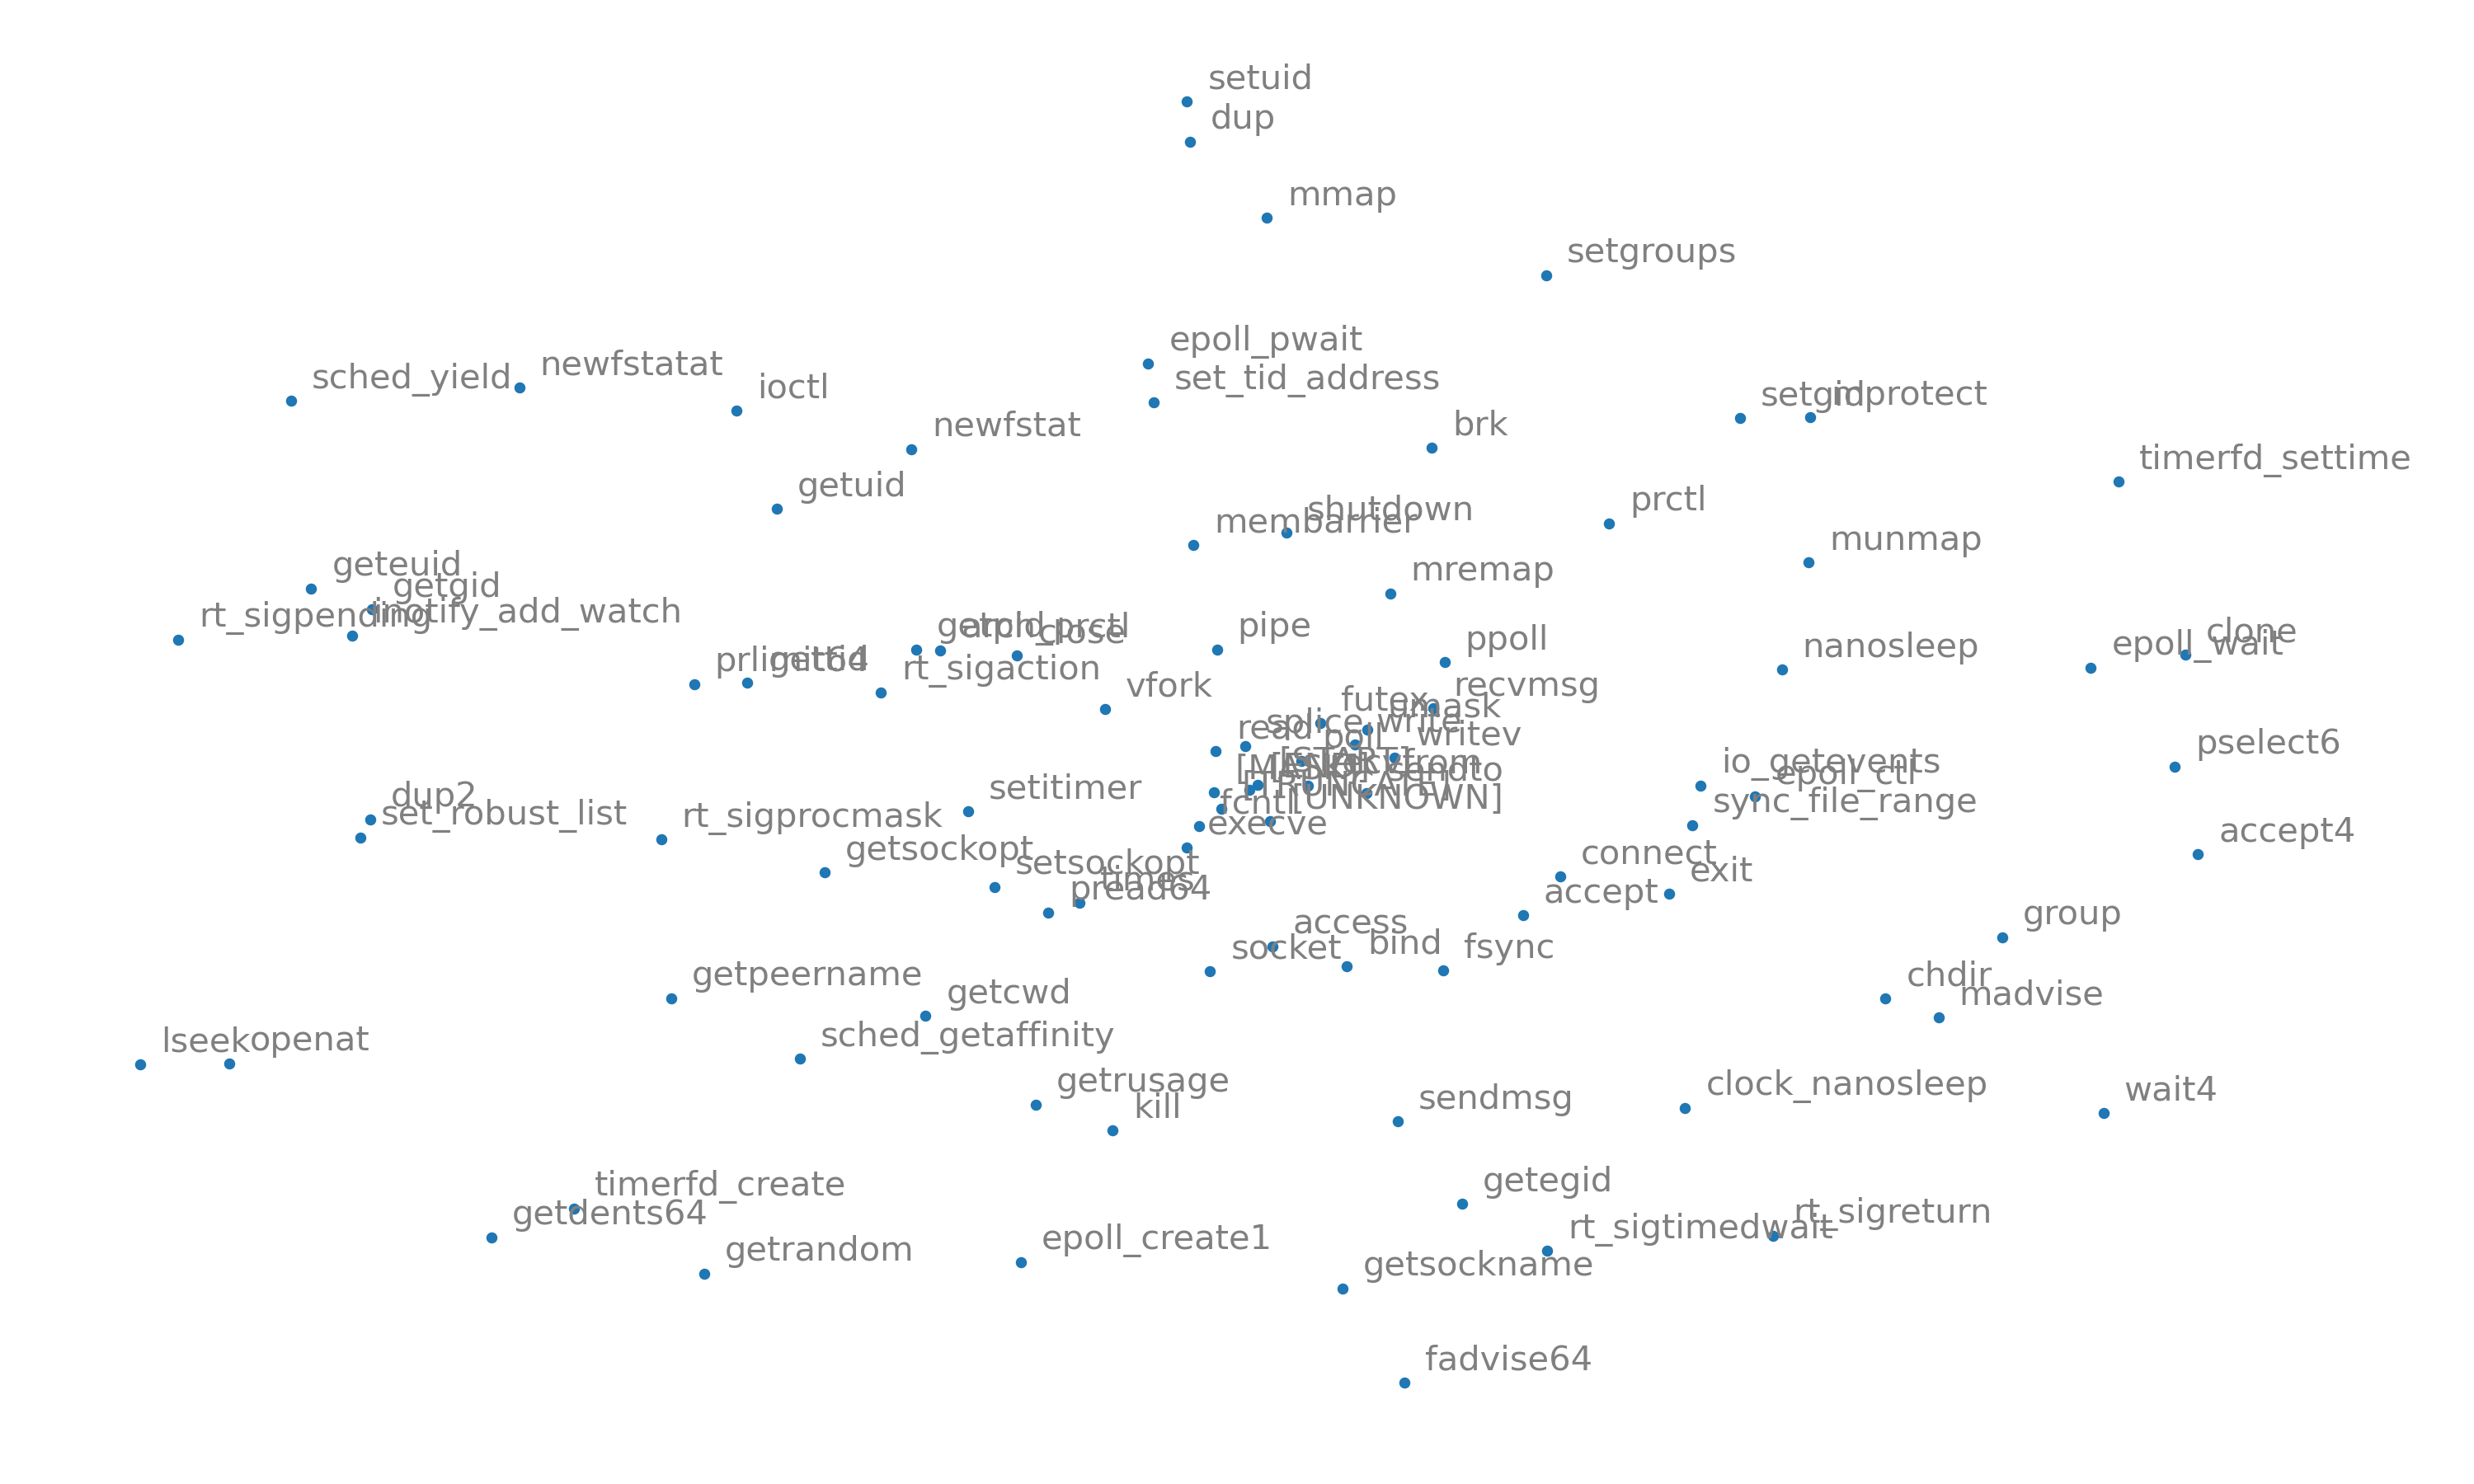 setuid
dup
mmap
setgroups
epoll_pwait
sched_yield
newfstatat
set_tid_address
ioctl
setgid
mprotect
newfstat
brk
timerfd_settime
getuid
prctl
shutdown
membarrier
munmap
geteuid
mremap
getgid
rt_sigpending
inotify_add_watch
arch_prctl
close
pipe
ppoll
clone
epoll_wait
nanosleep
prlimit64
gettid
rt_sigaction
vfork
recvmsg
futex
umask
splice
write
read
poll
writev
pselect6
[START]
recvfrom
io_getevents
[MASK]
sendto
epoll_ctl
[TRUNCATE]
dup2
setitimer
fcntl
[UNKNOWN]
sync_file_range
set_robust_list
rt_sigprocmask
execve
accept4
getsockopt
connect
setsockopt
exit
times
pread64
accept
access
socket
bind
fsync
group
getpeername
chdir
getcwd
madvise
lseek
openat
sched_getaffinity
getrusage
kill
sendmsg
clock_nanosleep
wait4
timerfd_create
getegid
getdents64
rt_sigreturn
rt_sigtimedwait
getrandom
epoll_create1
getsockname
fadvise64